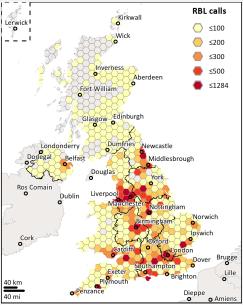 RBL calls
≤100
≤200
≤300
≤500
≤1284
Lerwick
Kirkwall
Wick
Inverness
Aberdeen
Fort William
Glasgow
Edinburgh
Londonderry
Dumfries
Newcastle
Donegal
Belfast
Middlesbrough
Douglas
York
Ros Comain
Liverpool
Dublin
Manchester
Nottingham
Norwich
Birmingham
Cork
Ipswich
Oxford
Cardiff
London
Dover
Brugge
Southampton
Exeter
Brighton
Lille
Plymouth
40 km
40 mi
Penzance
Dieppe
Amiens